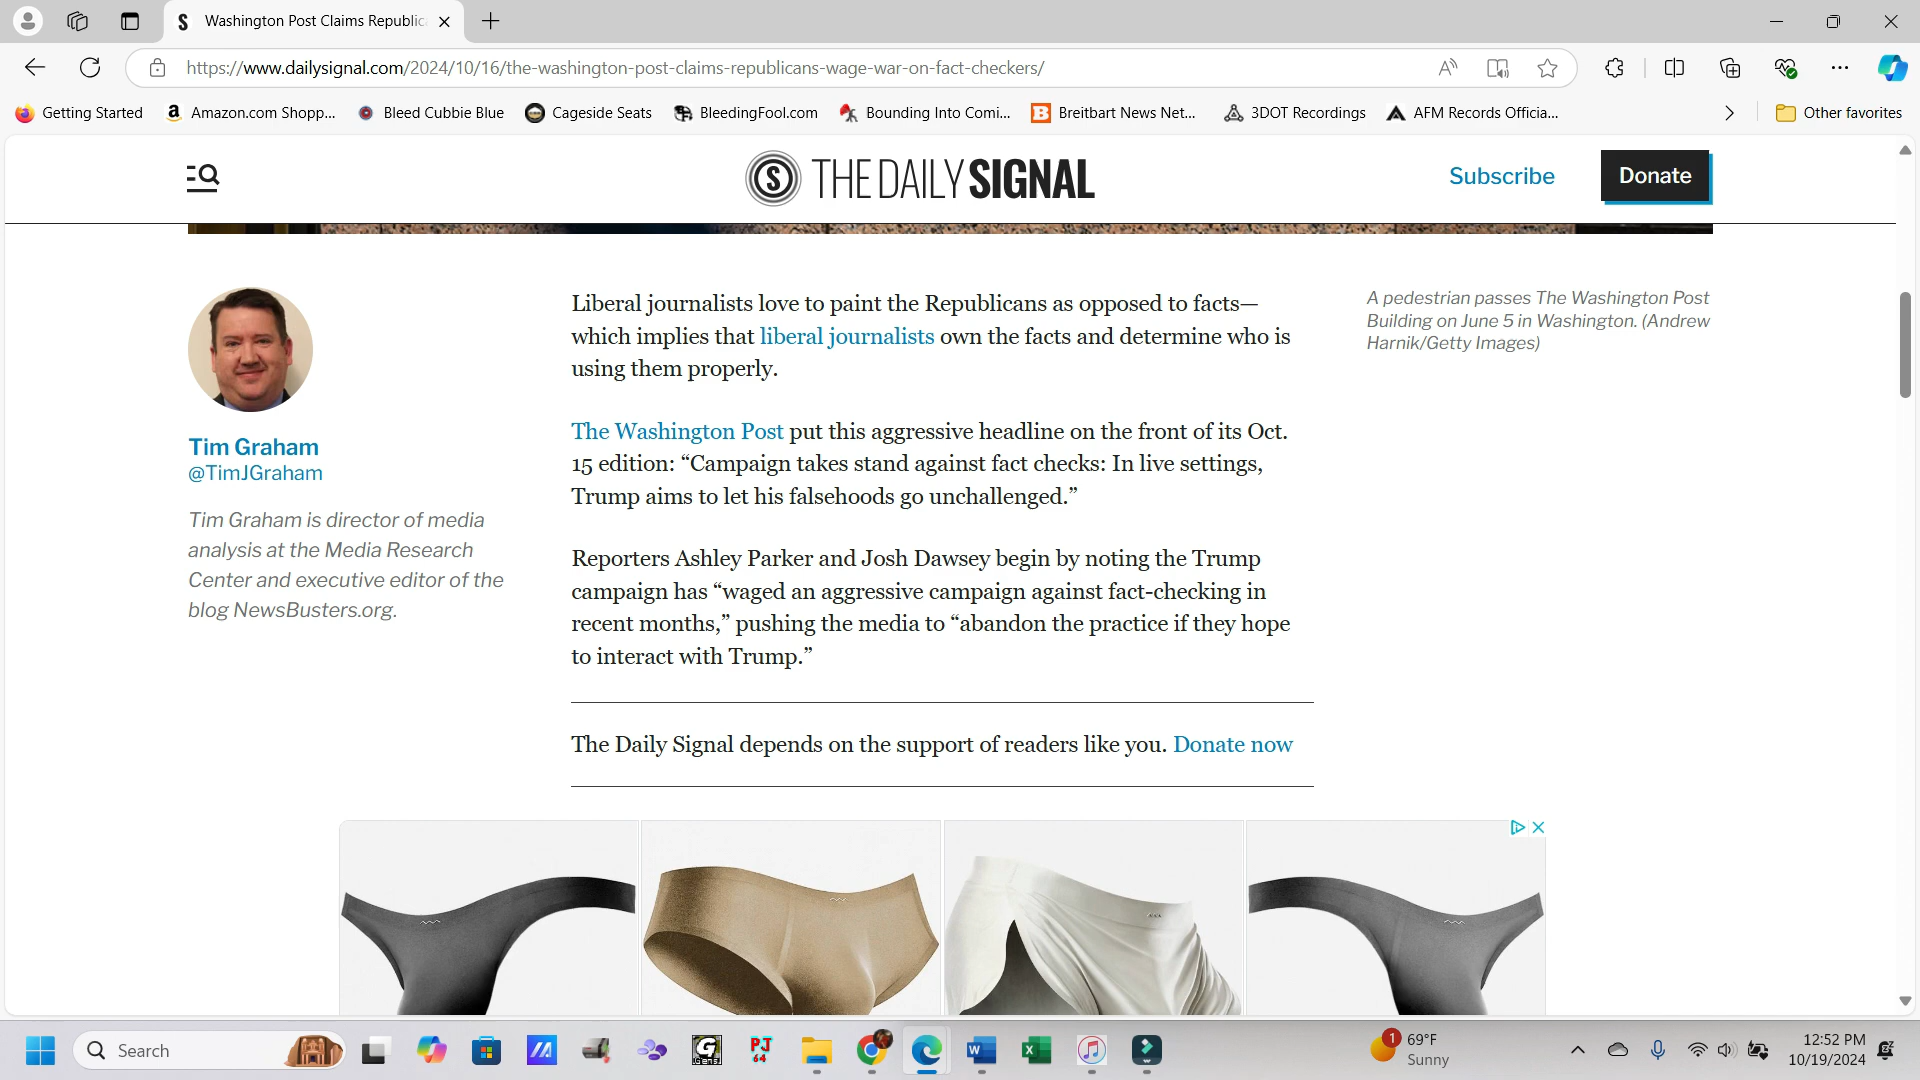 Washington Post Claims Republic
https://www.dailysignal.com/2024/10/16/the-washington-post-claims-republicans-wage-war-on-fact-checkers/
Getting Started
Amazon.com Shopp...
Bleed Cubbie Blue
Cageside Seats
BleedingFool.com
Bounding Into Comi...
Breitbart News Net...
3DOT Recordings
AFM Records Officia...
Other favorites
THE DAILY SIGNAL
Subscribe
Donate
Tim Graham
@TimJGraham
Tim Graham is director of media
analysis at the Media Research
Center and executive editor of the
blog NewsBusters.org.
Liberal journalists love to paint the Republicans as opposed to facts—
which implies that liberal journalists own the facts and determine who is
using them properly.
The Washington Post put this aggressive headline on the front of its Oct.
15 edition: “Campaign takes stand against fact checks: In live settings,
Trump aims to let his falsehoods go unchallenged.”
Reporters Ashley Parker and Josh Dawsey begin by noting the Trump
campaign has “waged an aggressive campaign against fact-checking in
recent months,” pushing the media to “abandon the practice if they hope
to interact with Trump.”
The Daily Signal depends on the support of readers like you. Donate now
A pedestrian passes The Washington Post
Building on June 5 in Washington. (Andrew
Harnik/Getty Images)
Search
Gens
PJ
64
1
69°F
Sunny
12:52 PM
10/19/2024